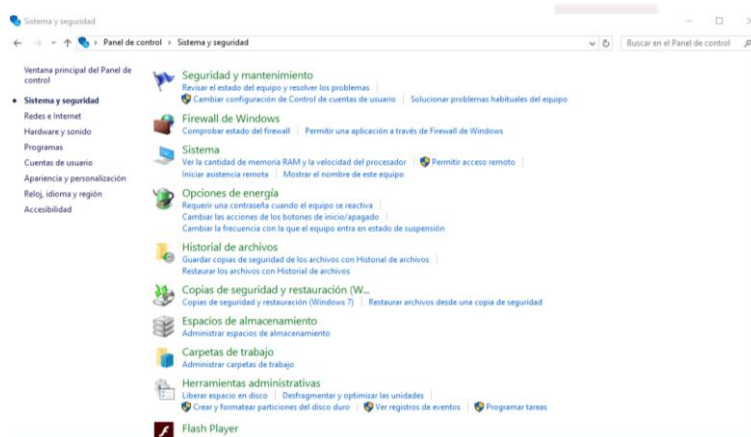 Sistema y seguridad
Panel de control > Sistema y seguridad
Buscar en el Panel de control
Ventana principal del Panel de
control
Sistema y seguridad
Redes e Internet
Hardware y sonido
Programas
Cuentas de usuario
Apariencia y personalización
Reloj, idioma y región
Accesibilidad
Seguridad y mantenimiento
Revisar el estado del equipo y resolver los problemas
Cambiar configuración de Control de cuentas de usuario | Solucionar problemas habituales del equipo
Firewall de Windows
Comprobar estado del firewall | Permitir una aplicación a través de Firewall de Windows
Sistema
Ver la cantidad de memoria RAM y la velocidad del procesador | Permitir acceso remoto
Iniciar asistencia remota | Mostrar el nombre de este equipo
Opciones de energía
Requerir una contraseña cuando el equipo se reactiva
Cambiar las acciones de los botones de inicio/apagado
Cambiar la frecuencia con la que el equipo entra en estado de suspensión
Historial de archivos
Guardar copias de seguridad de los archivos con Historial de archivos
Restaurar los archivos con Historial de archivos
Copias de seguridad y restauración (W...
Copias de seguridad y restauración (Windows 7) | Restaurar archivos desde una copia de seguridad
Espacios de almacenamiento
Administrar espacios de almacenamiento
Carpetas de trabajo
Administrar carpetas de trabajo
Herramientas administrativas
Liberar espacio en disco | Desfragmentar y optimizar las unidades
Crear y formatear particiones del disco duro | Ver registros de eventos | Programar tareas
Flash Player